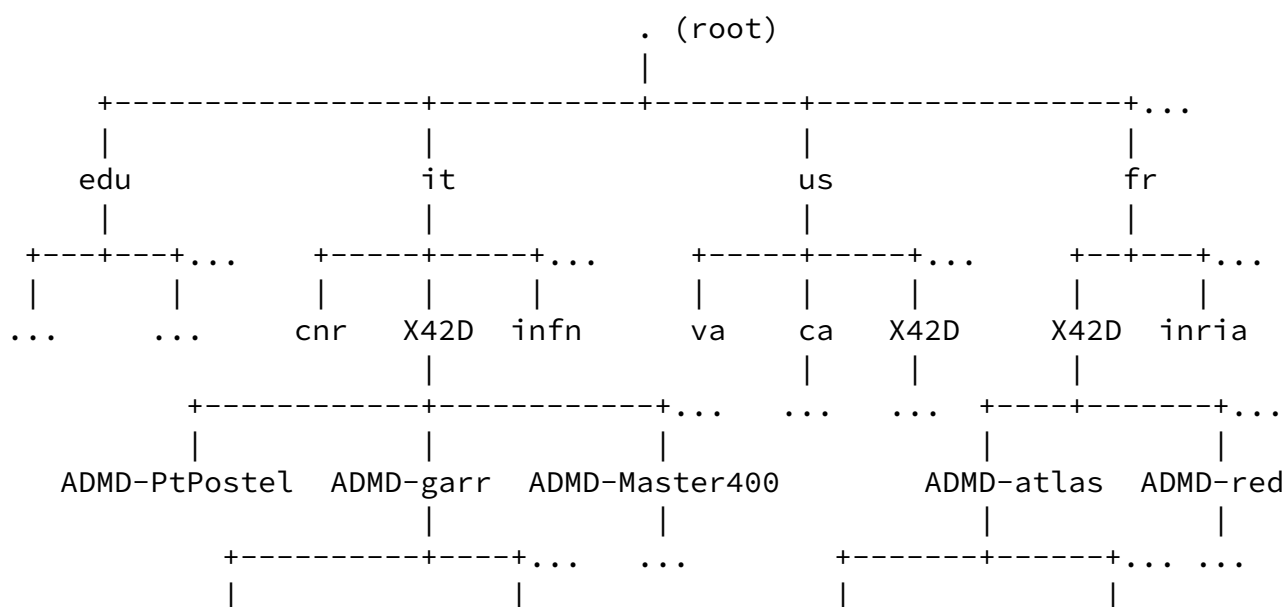 . (root)
|
+-----------------+-----------+--------+-----------------+...
| | | |
edu it us fr
| | | |
+---+---+... +-----+-----+... +-----+-----+... +--+---+...
| | | | | | | | | |
... ... cnr X42D infn va ca X42D X42D inria
| | | |
+------------+------------+... ... ... +----+-------+...
| | | | |
ADMD-PtPostel ADMD-garr ADMD-Master400 ADMD-atlas ADMD-red
| | | |
+----------+----+... ... +-------+------+... ...
| | | |